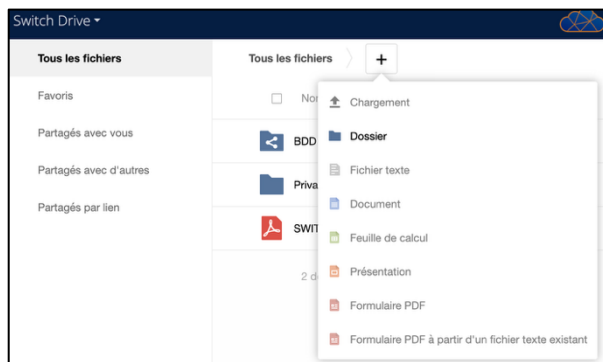 Switch Drive
Tous les fichiers
Favoris
Partagés avec vous
Partagés avec d'autres
Partagés par lien
Tous les fichiers
+
Chargement
Dossier
Fichier texte
Document
Feuille de calcul
Présentation
Formulaire PDF
Formulaire PDF à partir d'un fichier texte existant
BDD